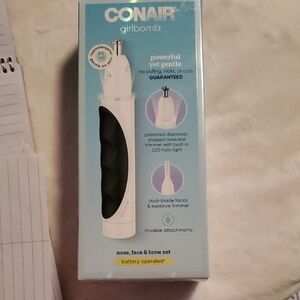 CONAIR
girlbomb
powerful
yet gentle
no pulling, nicks, or cuts
GUARANTEED
patented diamond-
shaped nose/ear
trimmer with built-in
LED halo light
dual-blade facial
& eyebrow trimmer
rinsable attachments
nose, face & brow set
battery operated*